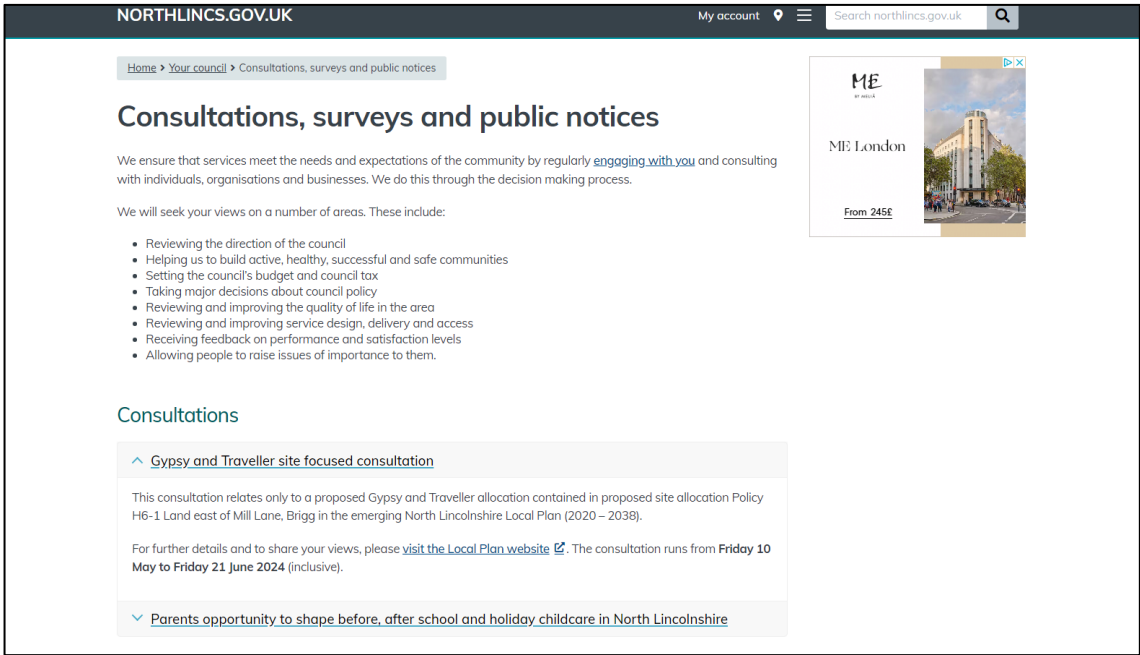 NORTHLINCS.GOV.UK
My account
Search northlincs.gov.uk
Home > Your council > Consultations, surveys and public notices
Consultations, surveys and public notices
We ensure that services meet the needs and expectations of the community by regularly engaging with you and consulting
with individuals, organisations and businesses. We do this through the decision making process.
We will seek your views on a number of areas. These include:
• Reviewing the direction of the council
• Helping us to build active, healthy, successful and safe communities
• Setting the council's budget and council tax
• Taking major decisions about council policy
• Reviewing and improving the quality of life in the area
• Reviewing and improving service design, delivery and access
• Receiving feedback on performance and satisfaction levels
• Allowing people to raise issues of importance to them.
ME
BY MELIÃ
ME London
From 245£
Consultations
Gypsy and Traveller site focused consultation
This consultation relates only to a proposed Gypsy and Traveller allocation contained in proposed site allocation Policy
H6-1 Land east of Mill Lane, Brigg in the emerging North Lincolnshire Local Plan (2020 – 2038).
For further details and to share your views, please visit the Local Plan website. The consultation runs from Friday 10
May to Friday 21 June 2024 (inclusive).
Parents opportunity to shape before, after school and holiday childcare in North Lincolnshire